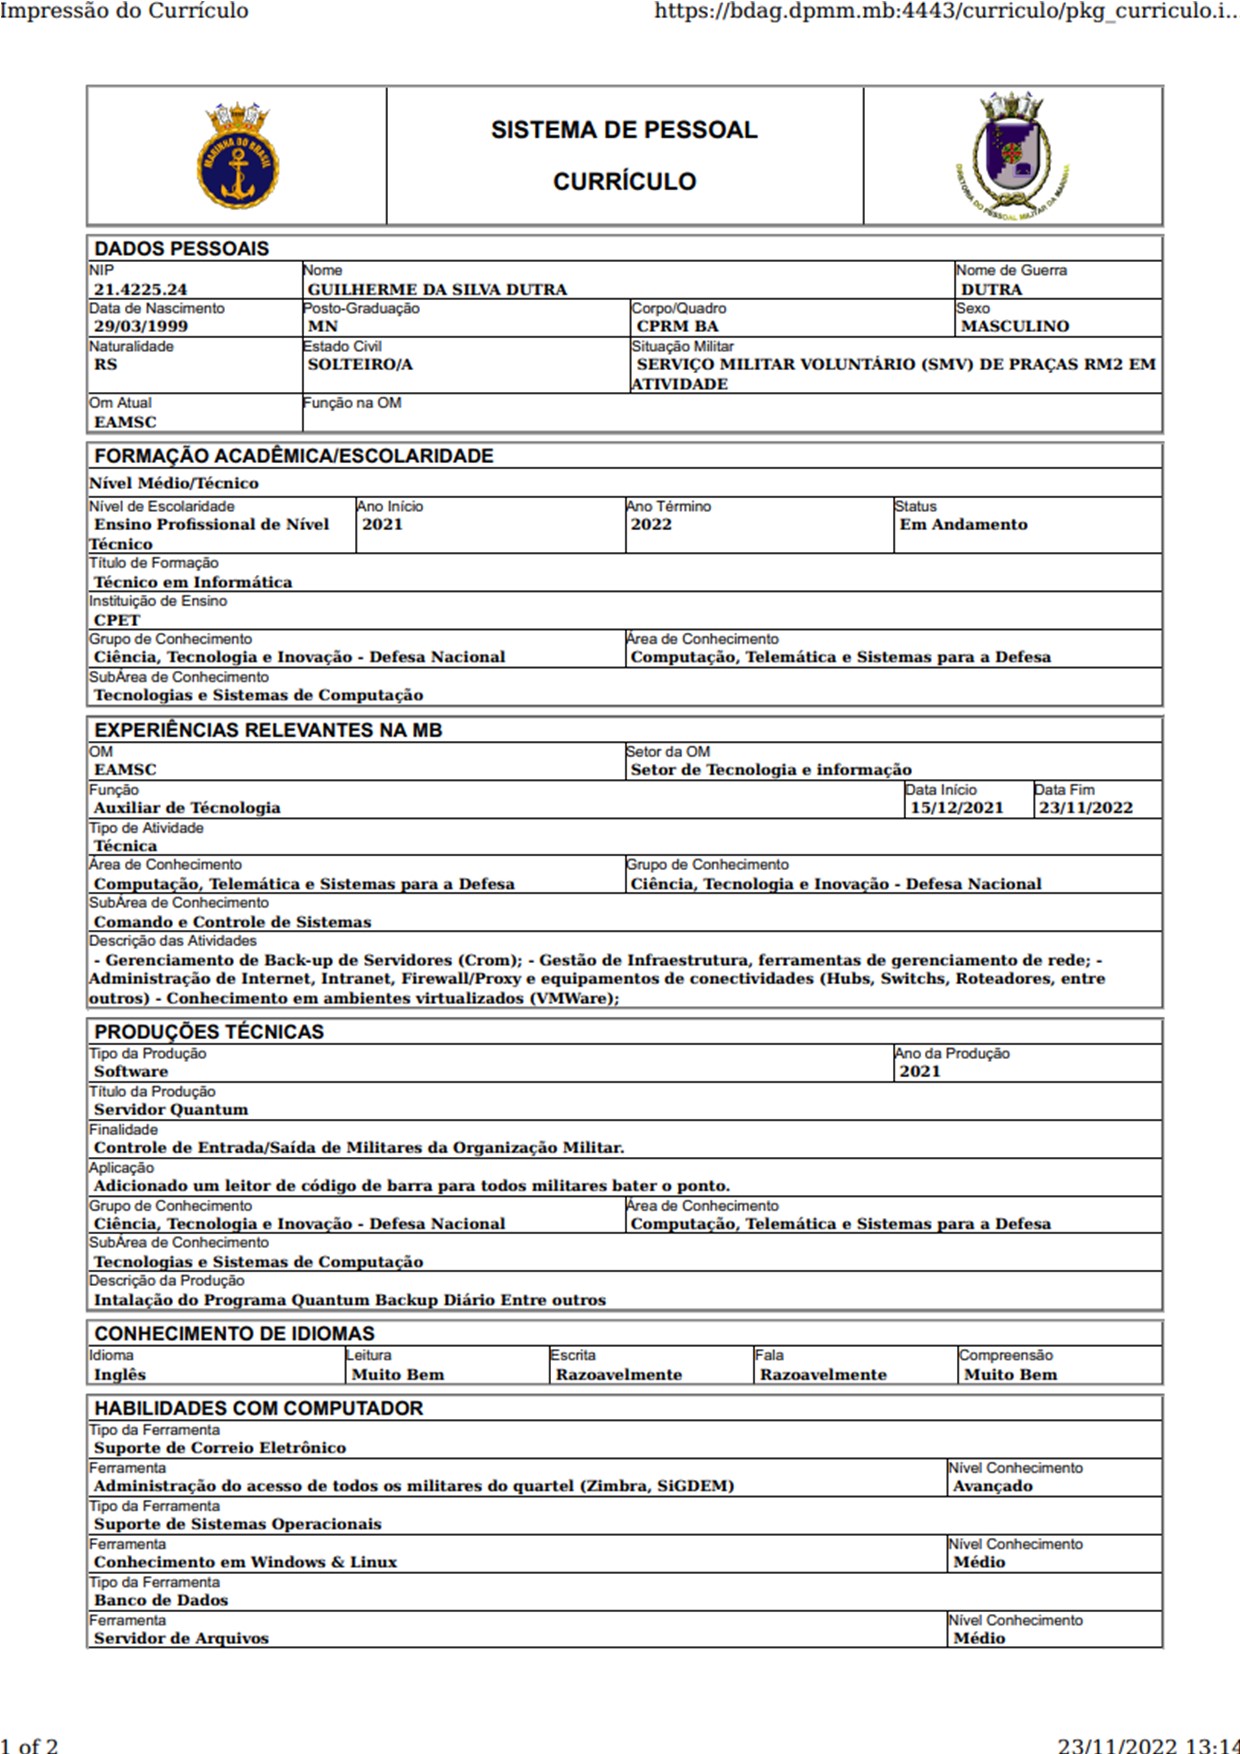 Impressão do Currículo
https://bdag.dpmm.mb:4443/curriculo/pkg_curriculo.i...
MARINHA DO BRASIL
SISTEMA DE PESSOAL
CURRÍCULO
DIRETORIA DO PESSOAL MILITAR DA MARINHA
DADOS PESSOAIS
NIP Nome Nome de Guerra
21.4225.24 GUILHERME DA SILVA DUTRA DUTRA
Data de Nascimento Posto-Graduação Corpo/Quadro Sexo
29/03/1999 MN CPRM BA MASCULINO
Naturalidade Estado Civil Situação Militar
RS SOLTEIRO/A SERVIÇO MILITAR VOLUNTÁRIO (SMV) DE PRAÇAS RM2 EM
ATIVIDADE
Om Atual Função na OM
EAMSC
FORMAÇÃO ACADÊMICA/ESCOLARIDADE
Nível Médio/Técnico
Nível de Escolaridade Ano Início Ano Término Status
Ensino Profissional de Nível 2021 2022 Em Andamento
Técnico
Título de Formação
Técnico em Informática
Instituição de Ensino
CPET
Grupo de Conhecimento Área de Conhecimento
Ciência, Tecnologia e Inovação - Defesa Nacional Computação, Telemática e Sistemas para a Defesa
SubÁrea de Conhecimento
Tecnologias e Sistemas de Computação
EXPERIÊNCIAS RELEVANTES NA MB
OM Setor da OM
EAMSC Setor de Tecnologia e informação
Função Data Início Data Fim
Auxiliar de Técnologia 15/12/2021 23/11/2022
Tipo de Atividade
Técnica
Área de Conhecimento Grupo de Conhecimento
Computação, Telemática e Sistemas para a Defesa Ciência, Tecnologia e Inovação - Defesa Nacional
SubÁrea de Conhecimento
Comando e Controle de Sistemas
Descrição das Atividades
- Gerenciamento de Back-up de Servidores (Crom); - Gestão de Infraestrutura, ferramentas de gerenciamento de rede; -
Administração de Internet, Intranet, Firewall/Proxy e equipamentos de conectividades (Hubs, Switchs, Roteadores, entre
outros) - Conhecimento em ambientes virtualizados (VMWare);
PRODUÇÕES TÉCNICAS
Tipo da Produção Ano da Produção
Software 2021
Título da Produção
Servidor Quantum
Finalidade
Controle de Entrada/Saída de Militares da Organização Militar.
Aplicação
Adicionado um leitor de código de barra para todos militares bater o ponto.
Grupo de Conhecimento Área de Conhecimento
Ciência, Tecnologia e Inovação - Defesa Nacional Computação, Telemática e Sistemas para a Defesa
SubÁrea de Conhecimento
Tecnologias e Sistemas de Computação
Descrição da Produção
Intalação do Programa Quantum Backup Diário Entre outros
CONHECIMENTO DE IDIOMAS
Idioma Leitura Escrita Fala Compreensão
Inglês Muito Bem Razoavelmente Razoavelmente Muito Bem
HABILIDADES COM COMPUTADOR
Tipo da Ferramenta
Suporte de Correio Eletrônico
Ferramenta Nível Conhecimento
Administração do acesso de todos os militares do quartel (Zimbra, SiGDEM) Avançado
Tipo da Ferramenta
Suporte de Sistemas Operacionais
Ferramenta Nível Conhecimento
Conhecimento em Windows & Linux Médio
Tipo da Ferramenta
Banco de Dados
Ferramenta Nível Conhecimento
Servidor de Arquivos Médio
1 of 2
23/11/2022 13:14